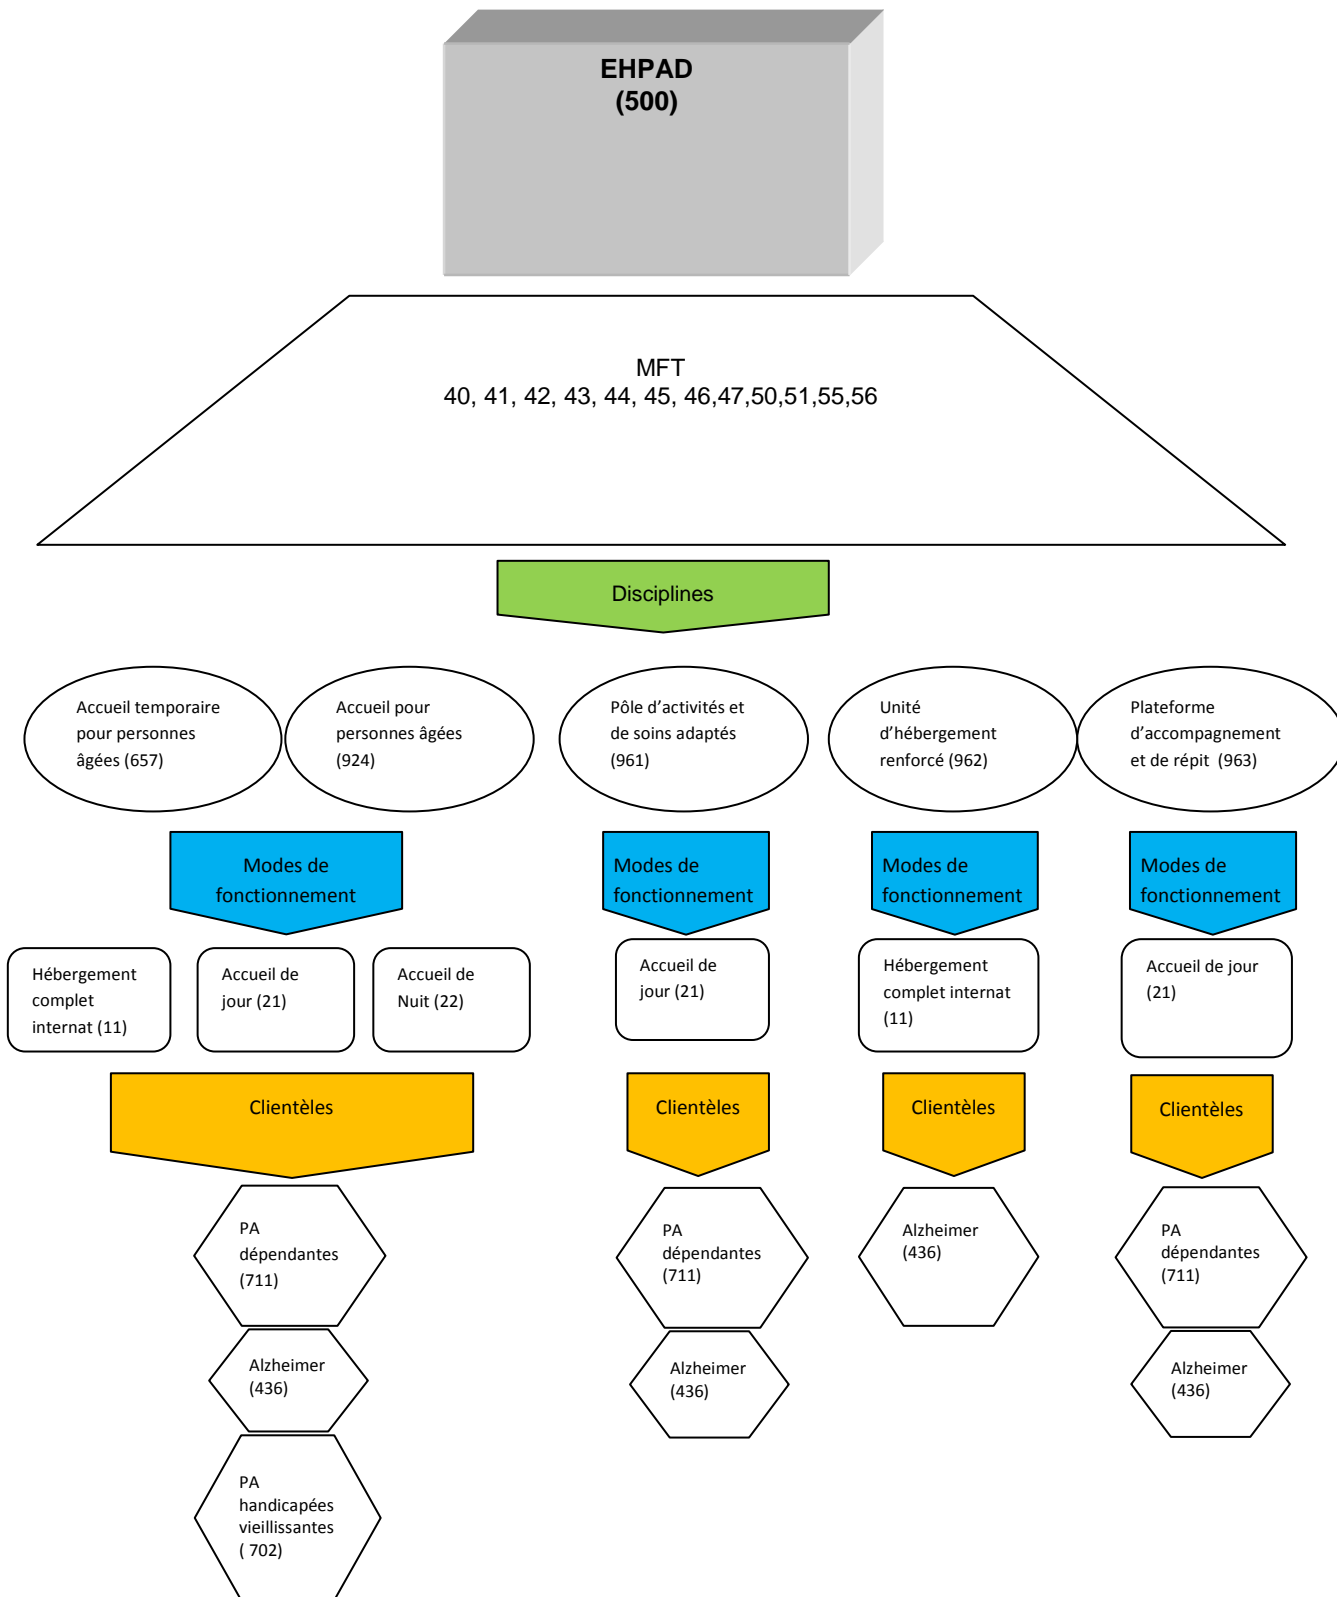 EHPAD
(500)
MFT
40, 41, 42, 43, 44, 45, 46,47,50,51,55,56
Disciplines
Accueil temporaire
pour personnes
âgées (657)
Accueil pour
personnes âgées
(924)
Pôle d’activités et
de soins adaptés
(961)
Unité
d’hébergement
renforcé (962)
Plateforme
d’accompagnement
et de répit (963)
Modes de
fonctionnement
Modes de
fonctionnement
Modes de
fonctionnement
Modes de
fonctionnement
Hébergement
complet
internat (11)
Accueil de
jour (21)
Accueil de
Nuit (22)
Accueil de
jour (21)
Hébergement
complet internat
(11)
Accueil de jour
(21)
Clientèles
Clientèles
Clientèles
Clientèles
PA
dépendantes
(711)
Alzheimer
(436)
PA
handicapées
vieillissantes
( 702)
PA
dépendantes
(711)
Alzheimer
(436)
Alzheimer
(436)
PA
dépendantes
(711)
Alzheimer
(436)